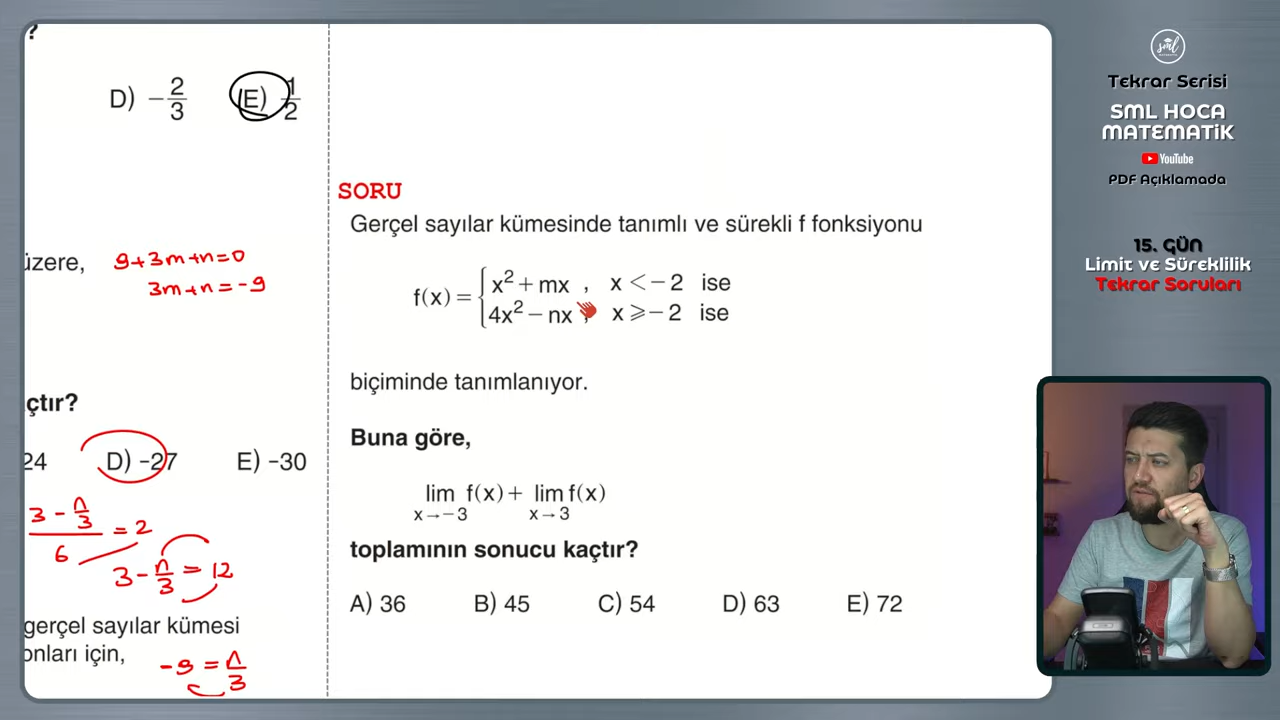 ?
D) −2/3 E) 1/2
üzere,
9+3m+n=0
3m+n=-9
açtır?
24 D) -27 E) -30
3 - n/3
6
= 2
3 - n/3 = 12
gerçel sayılar kümesi
onları için,
-9 = n/3
SORU
Gerçel sayılar kümesinde tanımlı ve sürekli f fonksiyonu
f(x) = { x² + mx , x < −2 ise
4x² − nx , x ⩾ −2 ise
biçiminde tanımlanıyor.
Buna göre,
lim f(x) + lim f(x)
x→−3 x→3
toplamının sonucu kaçtır?
A) 36 B) 45 C) 54 D) 63 E) 72
sml
Tekrar Serisi
SML HOCA
MATEMATİK
YouTube
PDF Açıklamada
15. GÜN
Limit ve Süreklilik
Tekrar Soruları